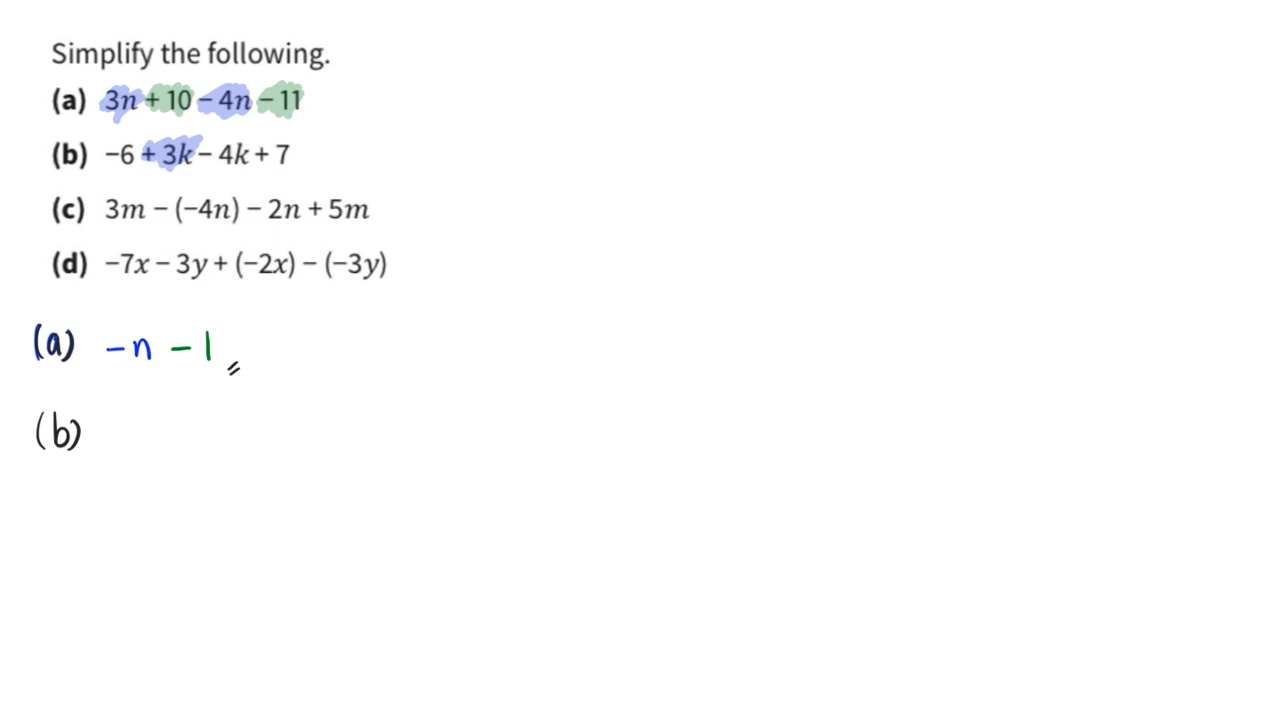 Simplify the following.
(a) 3n + 10 − 4n − 11
(b) −6 + 3k − 4k + 7
(c) 3m − (−4n) − 2n + 5m
(d) −7x − 3y + (−2x) − (−3y)
(a) −n − 1
(b)